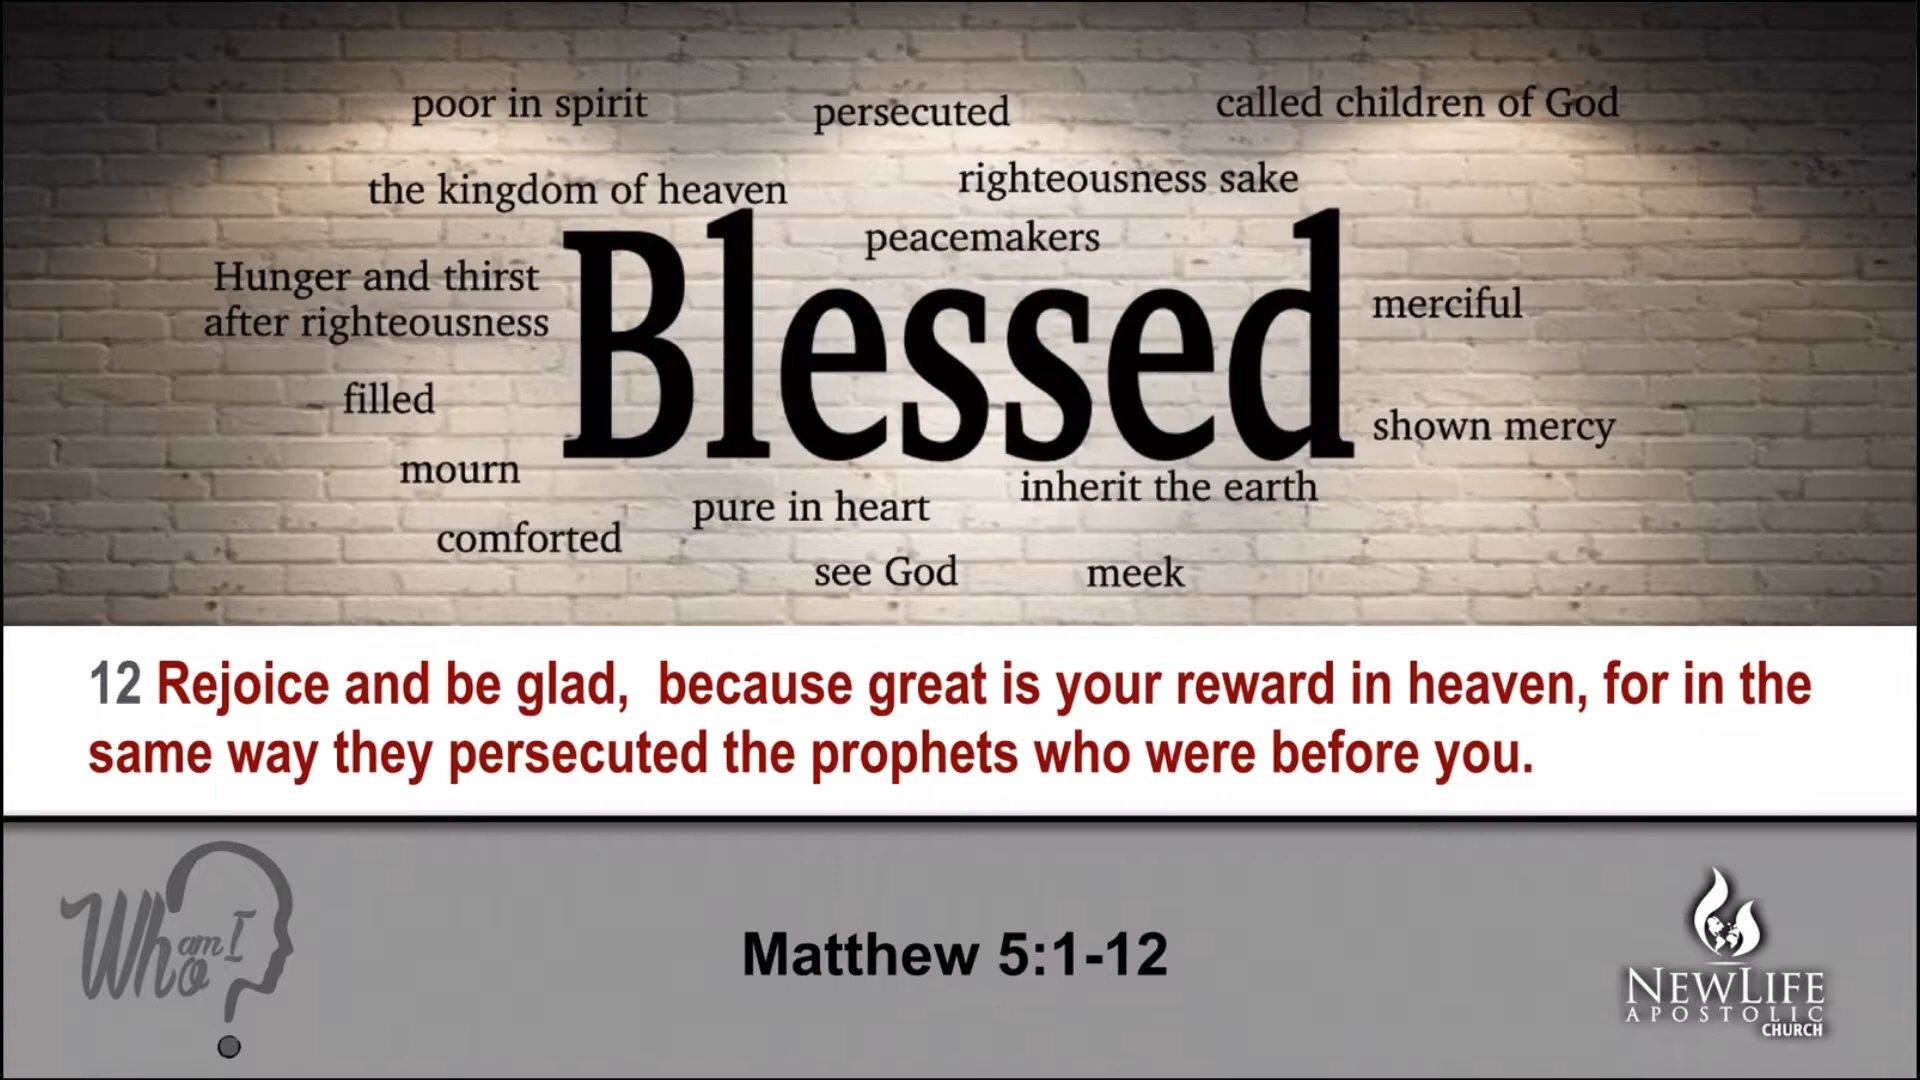 poor in spirit
persecuted
called children of God
the kingdom of heaven
righteousness sake
peacemakers
Hunger and thirst
after righteousness
Blessed
merciful
filled
shown mercy
mourn
inherit the earth
pure in heart
comforted
see God
meek
12 Rejoice and be glad,  because great is your reward in heaven, for in the
same way they persecuted the prophets who were before you.
Who am I
Matthew 5:1-12
NEWLIFE
APOSTOLIC
CHURCH